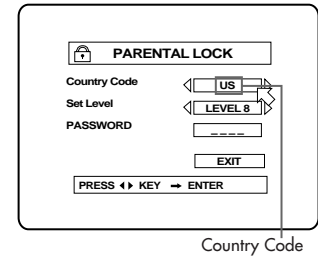 PARENTAL LOCK
Country Code US
Set Level LEVEL 8
PASSWORD _ _ _ _
EXIT
PRESS ◁▷ KEY → ENTER
Country Code